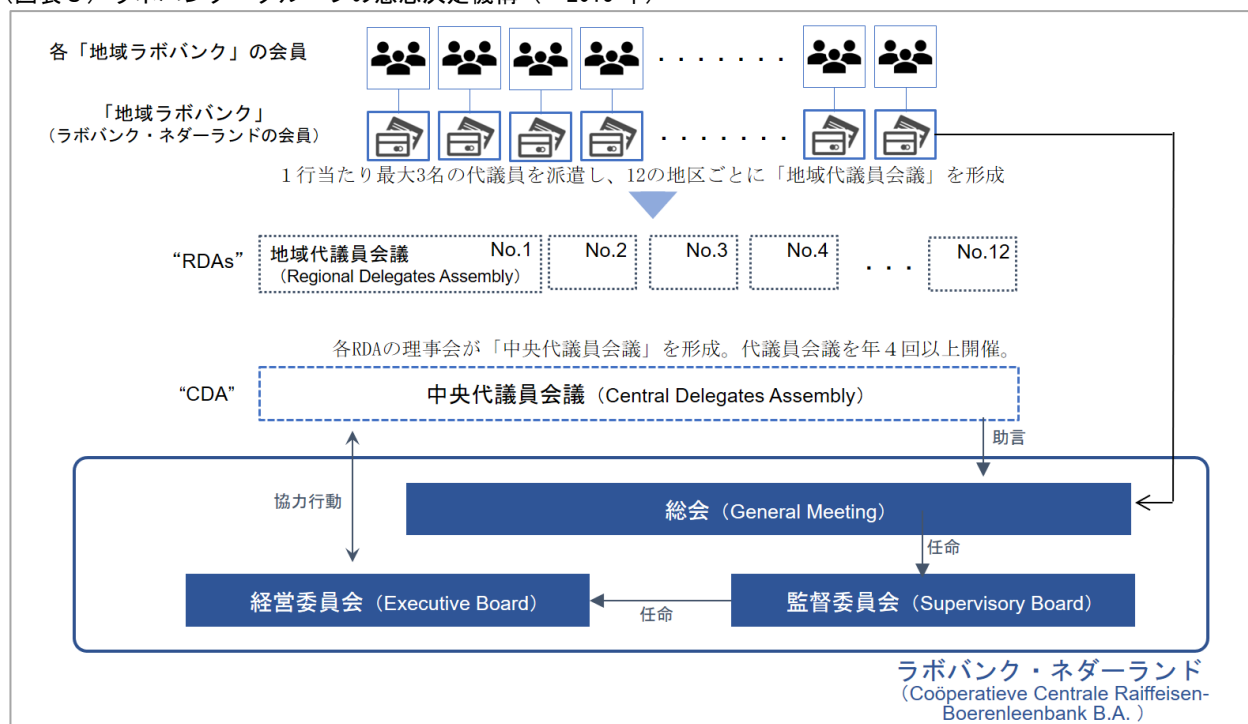 各「地域ラボバンク」の会員
・・・・・・・
「地域ラボバンク」
（ラボバンク・ネダーランドの会員）
・・・・・・・
１行当たり最大3名の代議員を派遣し、12の地区ごとに「地域代議員会議」を形成
“RDAs”
地域代議員会議 No.1
（Regional Delegates Assembly）
No.2
No.3
No.4
・・・
No.12
各RDAの理事会が「中央代議員会議」を形成。代議員会議を年４回以上開催。
“CDA”
中央代議員会議（Central Delegates Assembly）
助言
協力行動
総会（General Meeting）
任命
経営委員会（Executive Board）
任命
監督委員会（Supervisory Board）
ラボバンク・ネダーランド
（Coöperatieve Centrale Raiffeisen-
Boerenleenbank B.A. ）